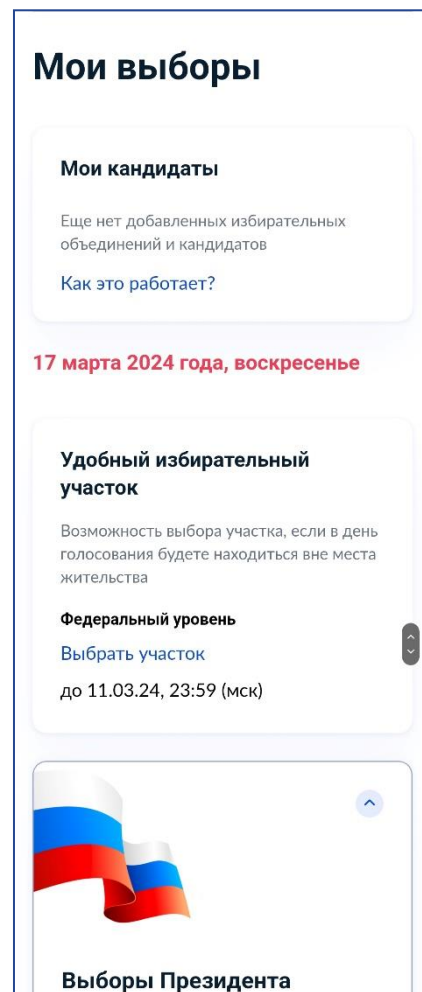 Мои выборы
Мои кандидаты
Еще нет добавленных избирательных
объединений и кандидатов
Как это работает?
17 марта 2024 года, воскресенье
Удобный избирательный
участок
Возможность выбора участка, если в день
голосования будете находиться вне места
жительства
Федеральный уровень
Выбрать участок
до 11.03.24, 23:59 (мск)
Выборы Президента